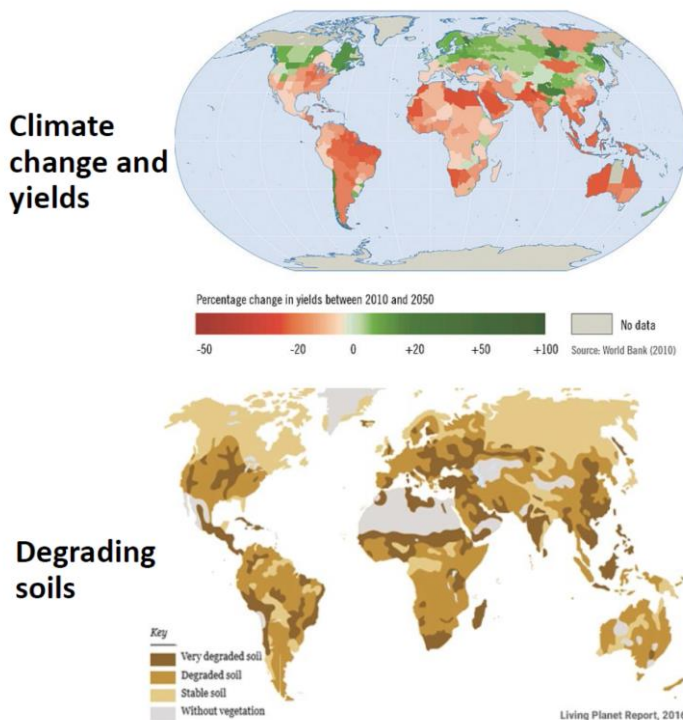 Climate
change and
yields
Percentage change in yields between 2010 and 2050
-50 -20 0 +20 +50 +100
No data
Source: World Bank (2010)
Degrading
soils
Key
Very degraded soil
Degraded soil
Stable soil
Without vegetation
Living Planet Report, 2016